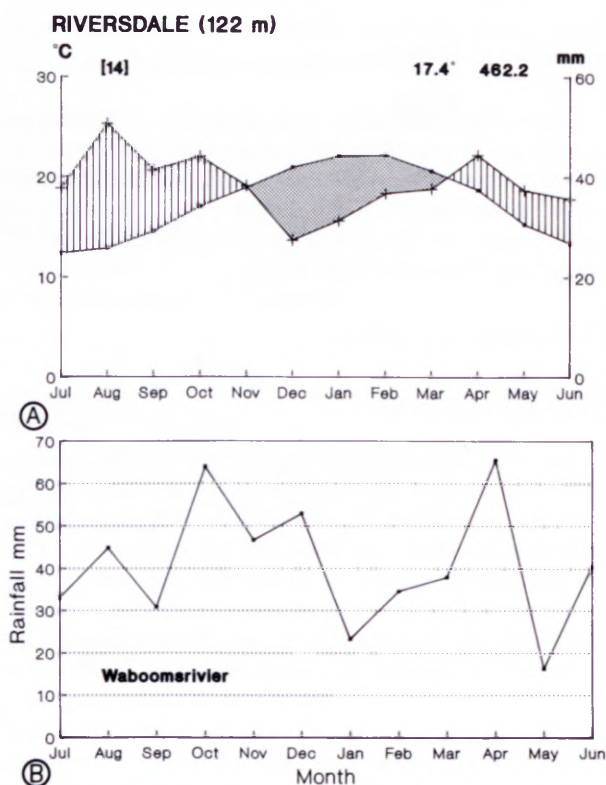 RIVERSDALE (122 m)
°C [14] 17.4° 462.2 mm
30 60
20 40
10 20
0 0
Jul Aug Sep Oct Nov Dec Jan Feb Mar Apr May Jun
A
70
60
50
40
30
20
10
0
Rainfall mm
Waboomsrivier
Jul Aug Sep Oct Nov Dec Jan Feb Mar Apr May Jun
B Month